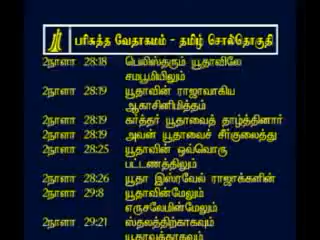 பரிசுத்த வேதாகமம் - தமிழ் சொல்தொகுதி
2நாளா 28:18 பெலிஸ்தரும் யூதாவிலே
சமபூமியிலும்
2நாளா 28:19 யூதாவின் ராஜாவாகிய
ஆகாசினிமித்தம்
2நாளா 28:19 கர்த்தர் யூதாவைத் தாழ்த்தினார்
2நாளா 28:19 அவன் யூதாவைச் சீர்குலைத்து
2நாளா 28:25 யூதாவின் ஒவ்வொரு
பட்டணத்திலும்
2நாளா 28:26 யூதா இஸ்ரவேல் ராஜாக்களின்
2நாளா 29:8 யூதாவின்மேலும்
எருசலேமின்மேலும்
2நாளா 29:21 ஸ்தலத்திற்காகவும்
யூதாவுக்காகவும்